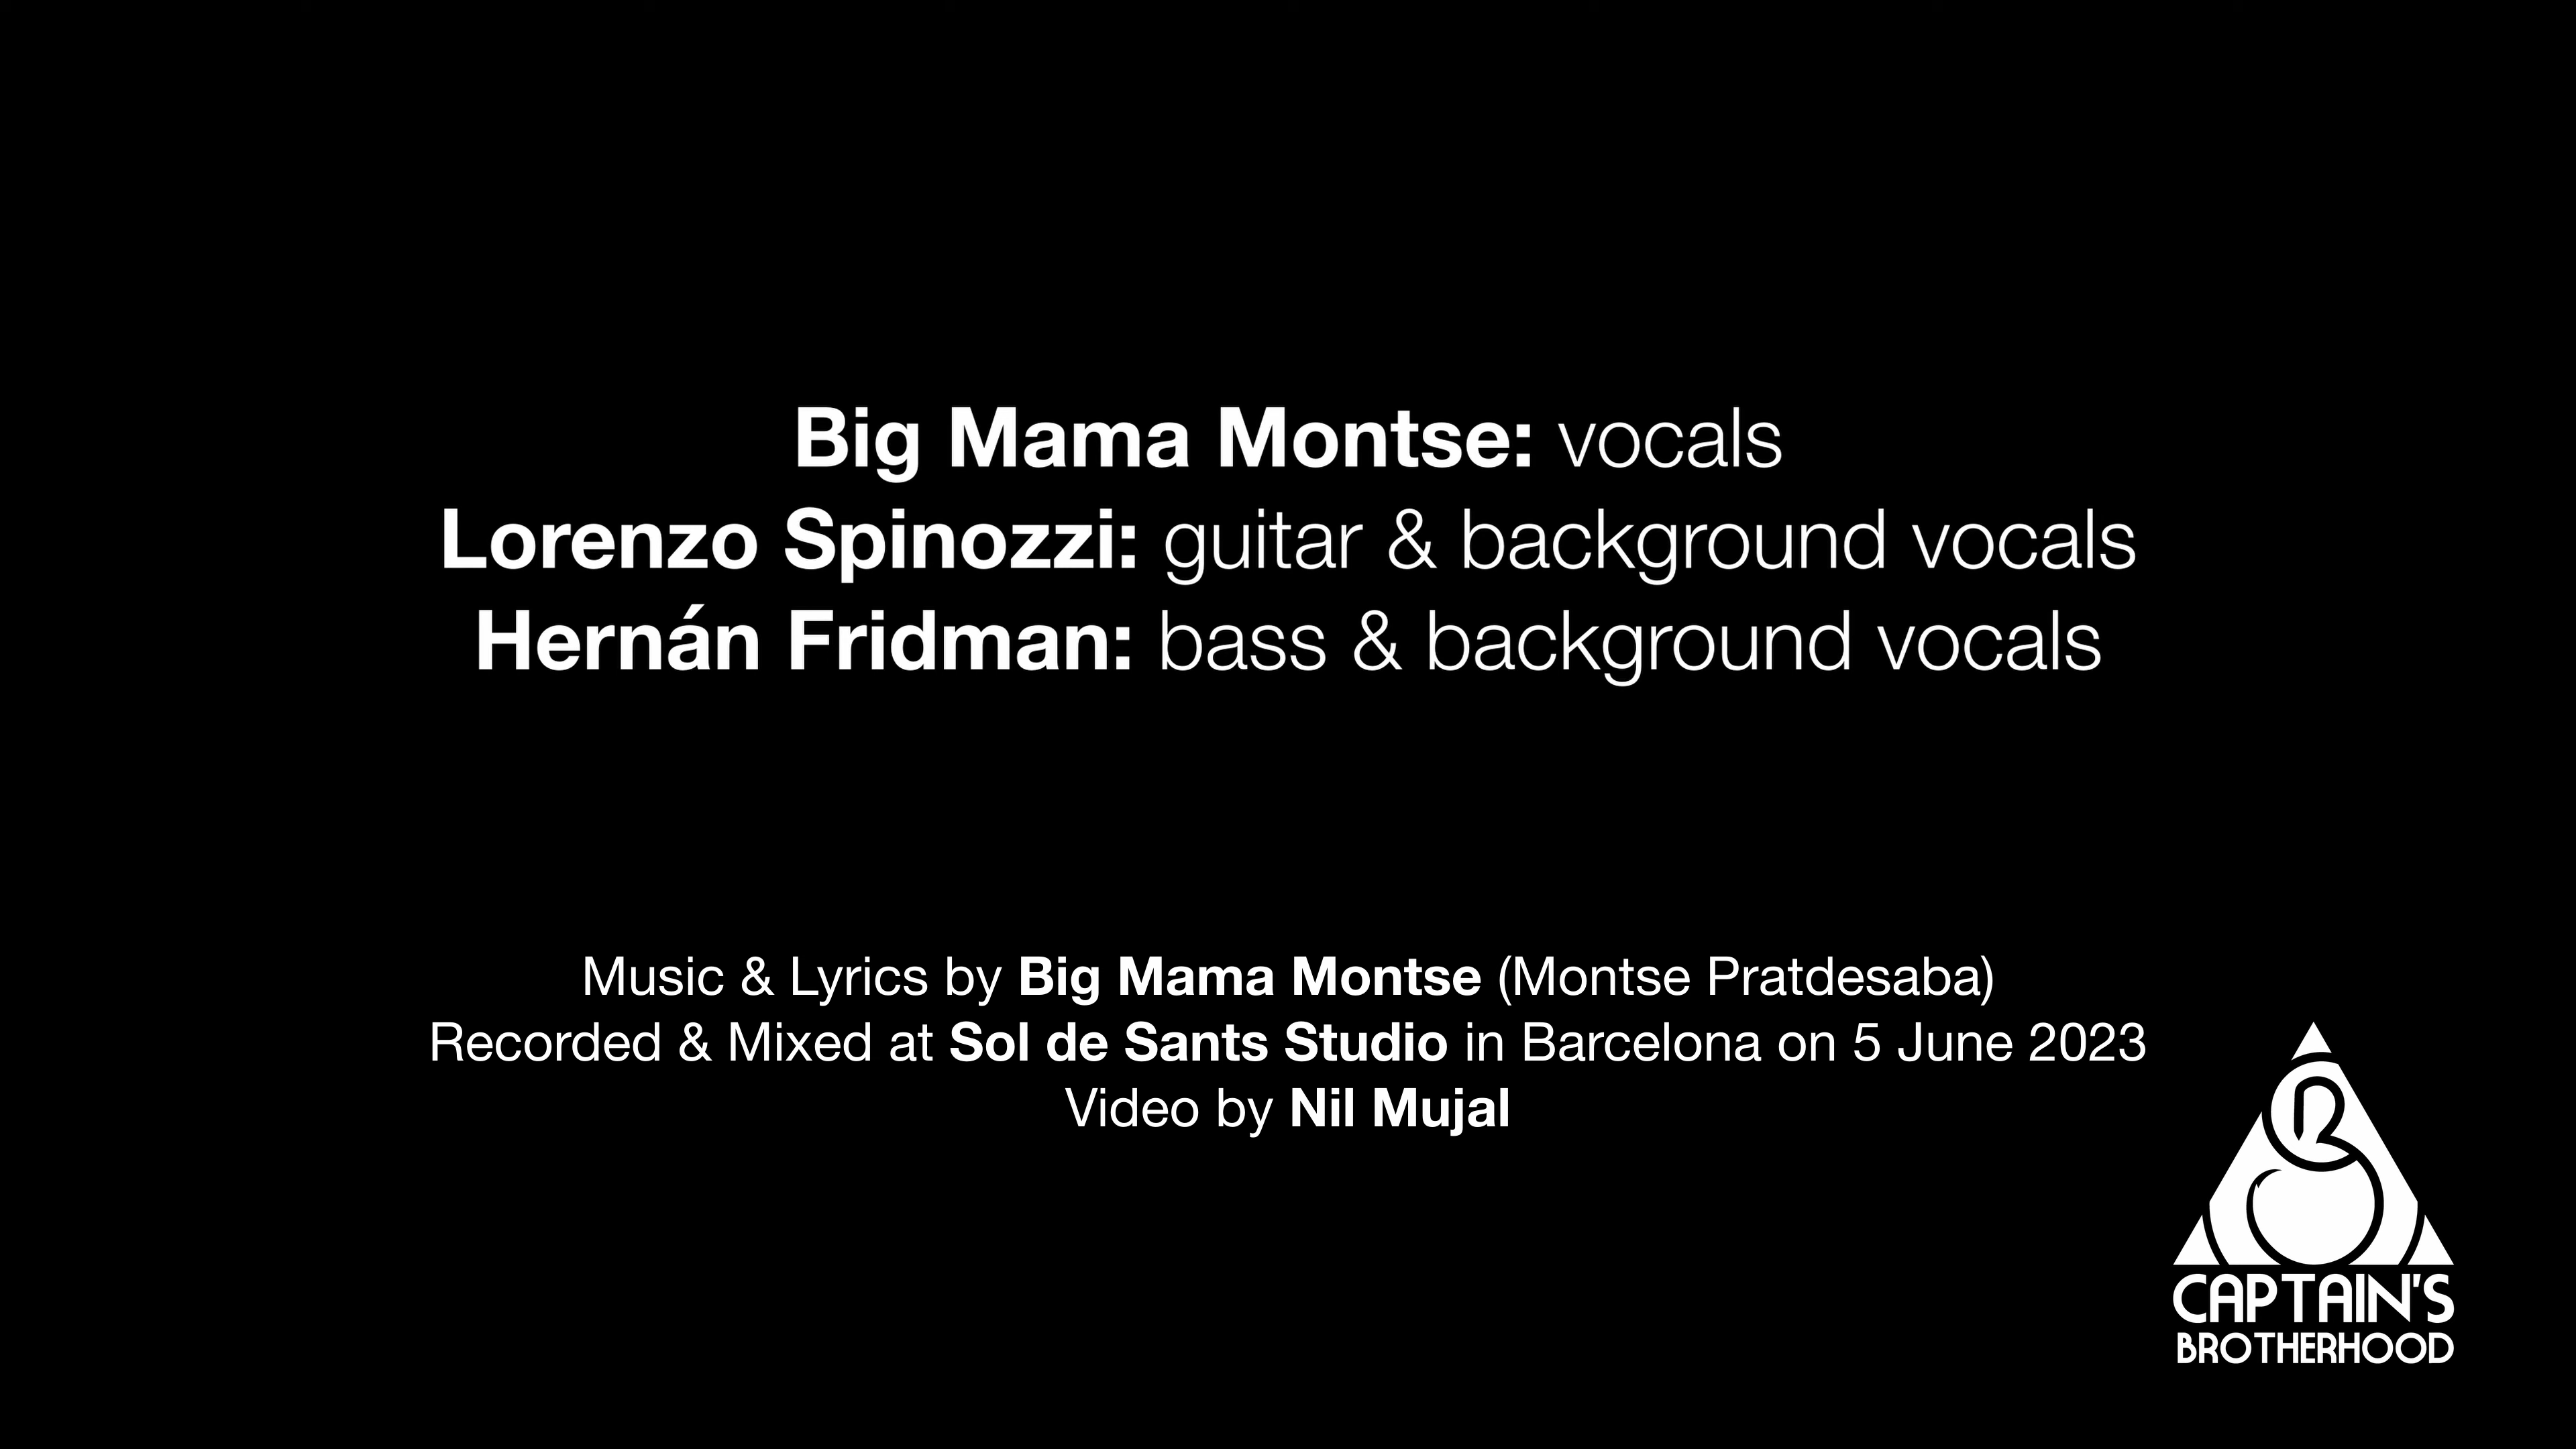 Big Mama Montse: vocals
Lorenzo Spinozzi: guitar & background vocals
Hernán Fridman: bass & background vocals
Music & Lyrics by Big Mama Montse (Montse Pratdesaba)
Recorded & Mixed at Sol de Sants Studio in Barcelona on 5 June 2023
Video by Nil Mujal
CAPTAIN'S
BROTHERHOOD